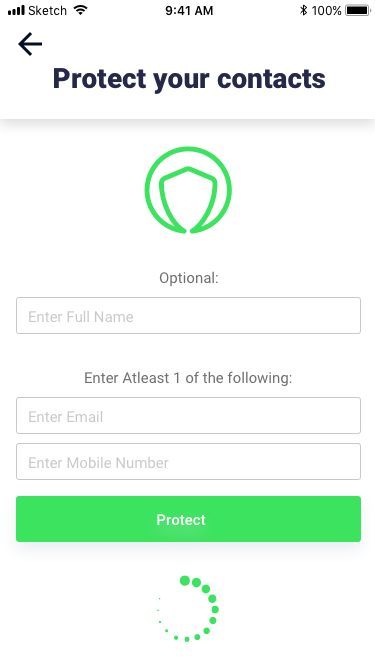 Sketch 9:41 AM 100%
Protect your contacts
Optional:
Enter Full Name
Enter Atleast 1 of the following:
Enter Email
Enter Mobile Number
Protect